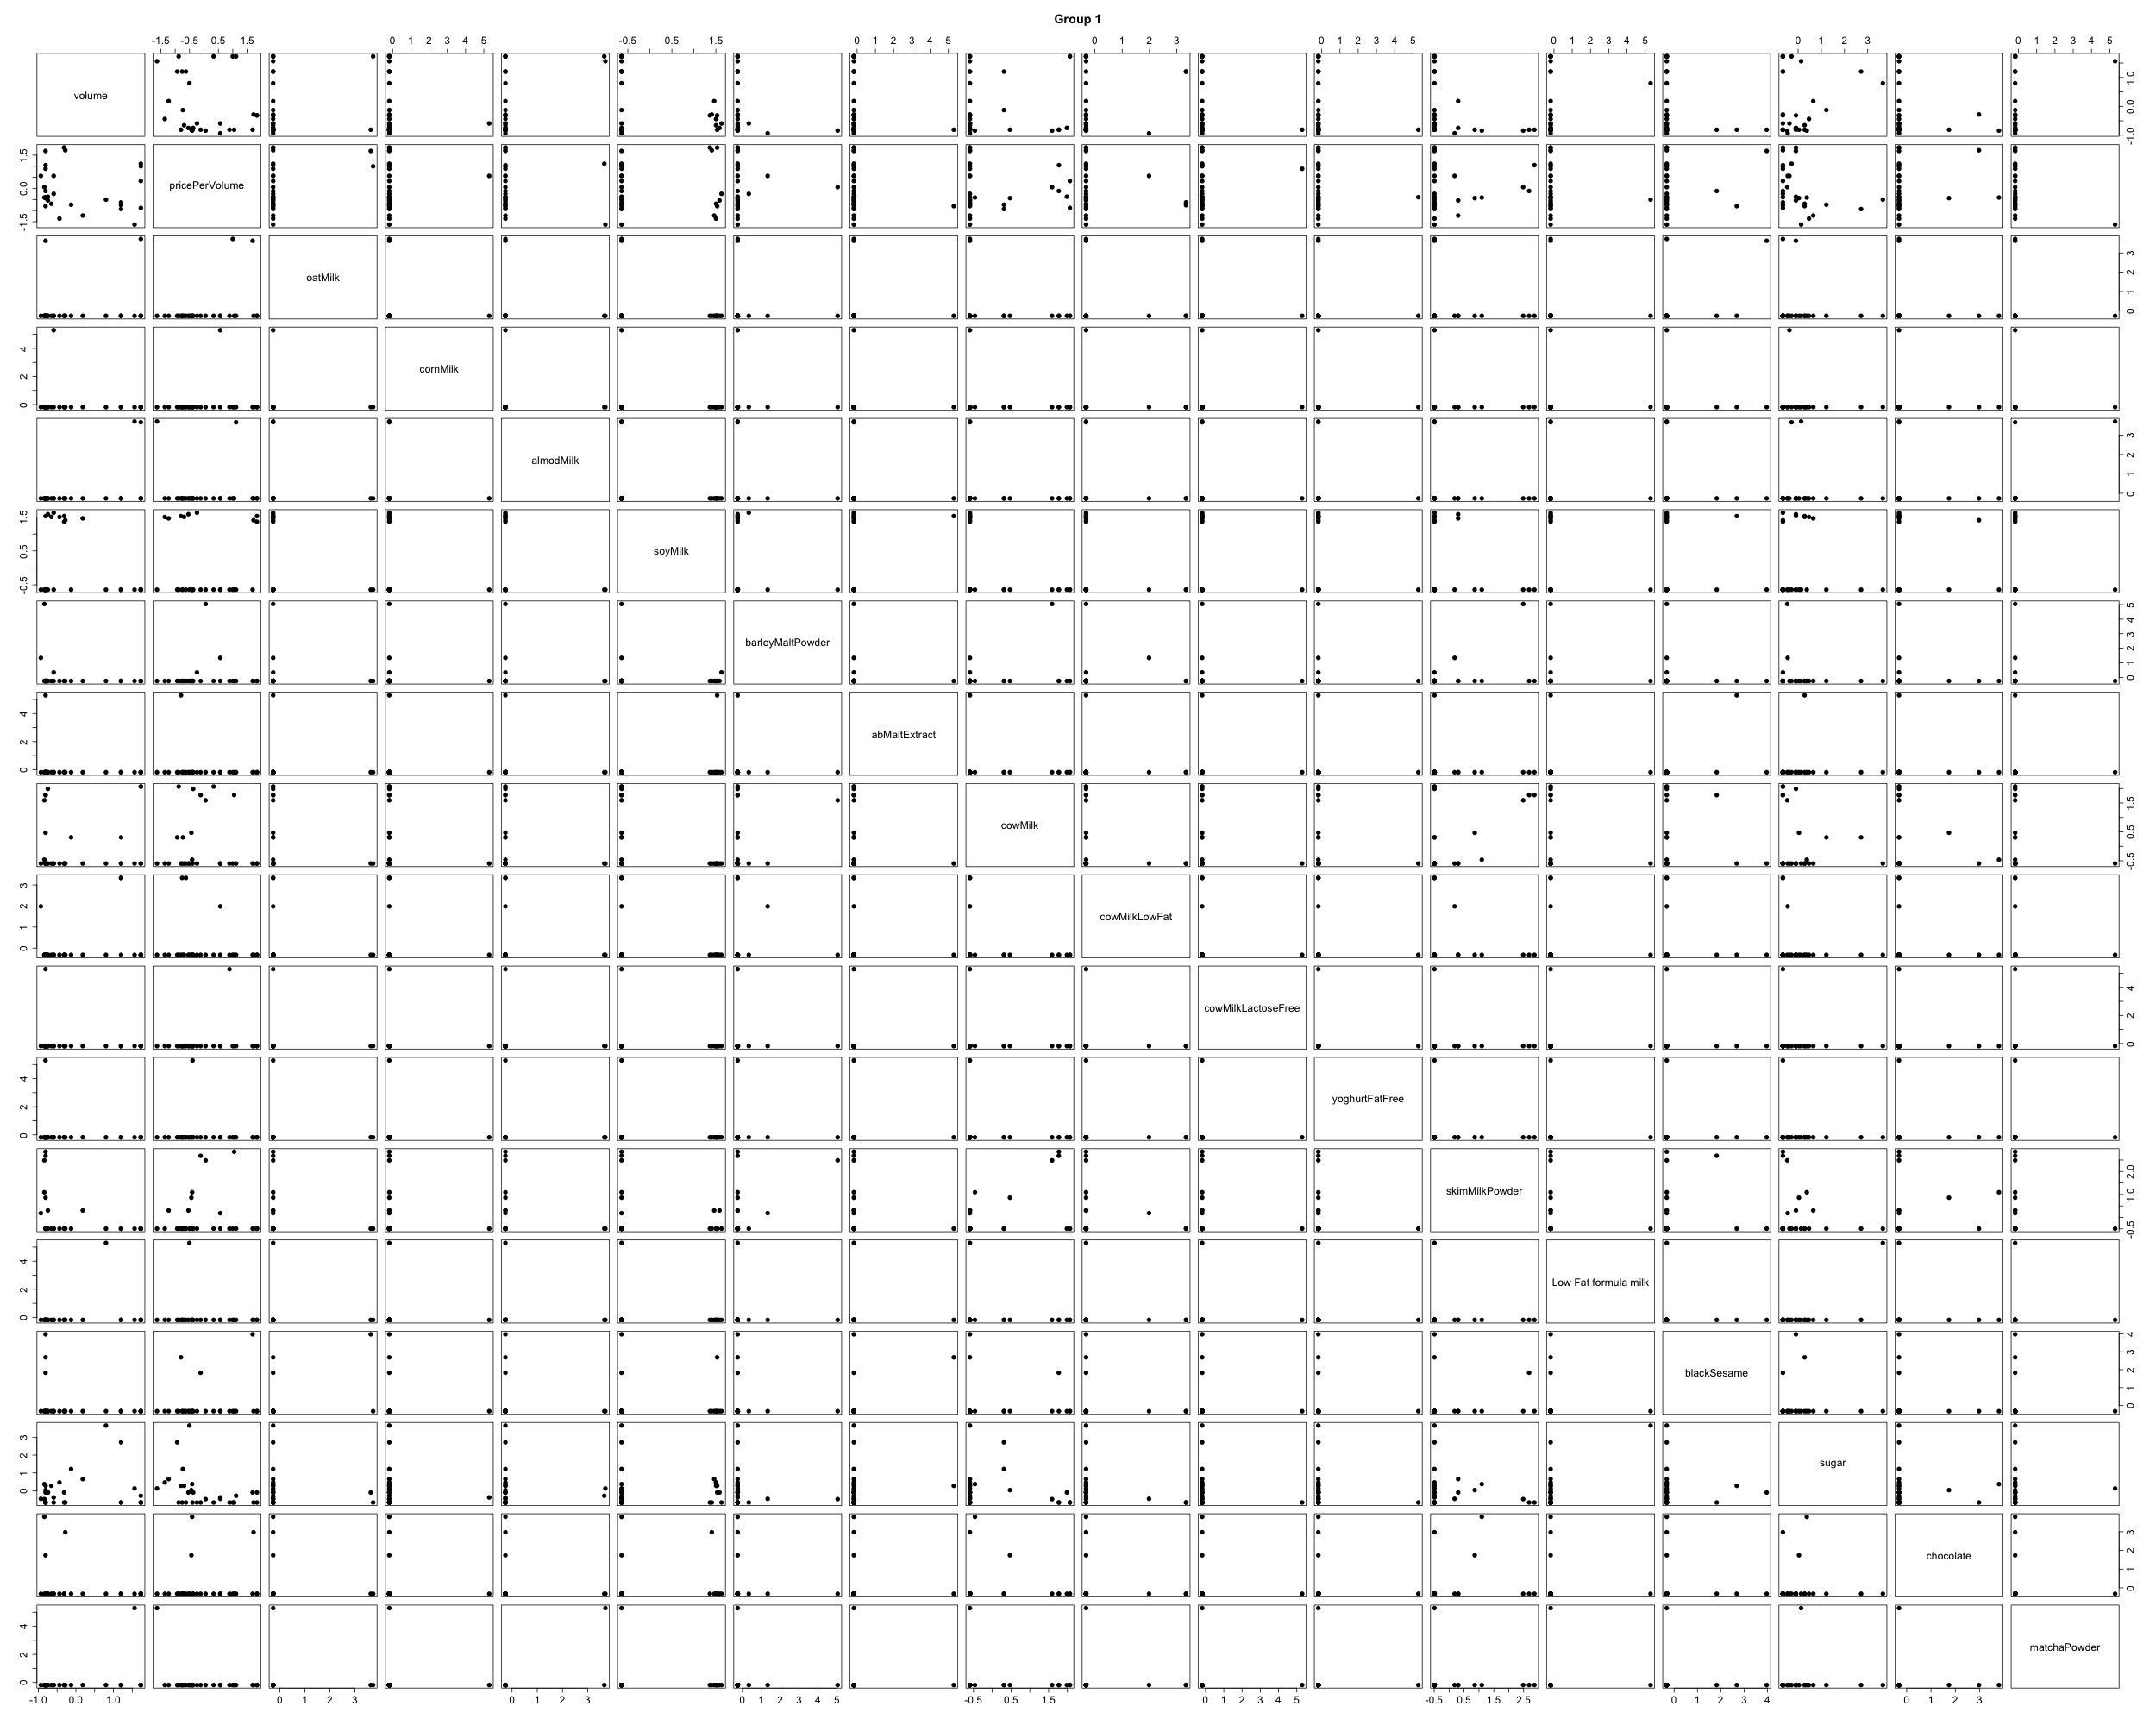 Group 1
-1.5 -0.5 0.5 1.5
0 1 2 3 4 5
-0.5 0.5 1.5
0 1 2 3 4 5
0 1 2 3
0 1 2 3 4 5
0 1 2 3 4 5
0 1 3
0 1 2 3 4 5
volume
-1.0 0.0 1.0
-1.5 0.0 1.5
pricePerVolume
oatMilk
0 1 2 3
0 2 4
cornMilk
almodMilk
0 1 2 3
-0.5 0.5 1.5
soyMilk
barleyMaltPowder
0 1 2 3 4 5
0 2 4
abMaltExtract
cowMilk
-0.5 0.5 1.5
0 1 2 3
cowMilkLowFat
cowMilkLactoseFree
0 2 4
0 2 4
yoghurtFatFree
skimMilkPowder
-0.5 1.0 2.0
0 2 4
Low Fat formula milk
blackSesame
0 1 2 3 4
0 1 2 3
sugar
chocolate
0 1 2 3
0 2 4
matchaPowder
-1.0 0.0 1.0
0 1 2 3
0 1 2 3
0 1 2 3 4 5
-0.5 0.5 1.5
0 1 2 3 4 5
-0.5 0.5 1.5 2.5
0 1 2 3 4
0 1 2 3